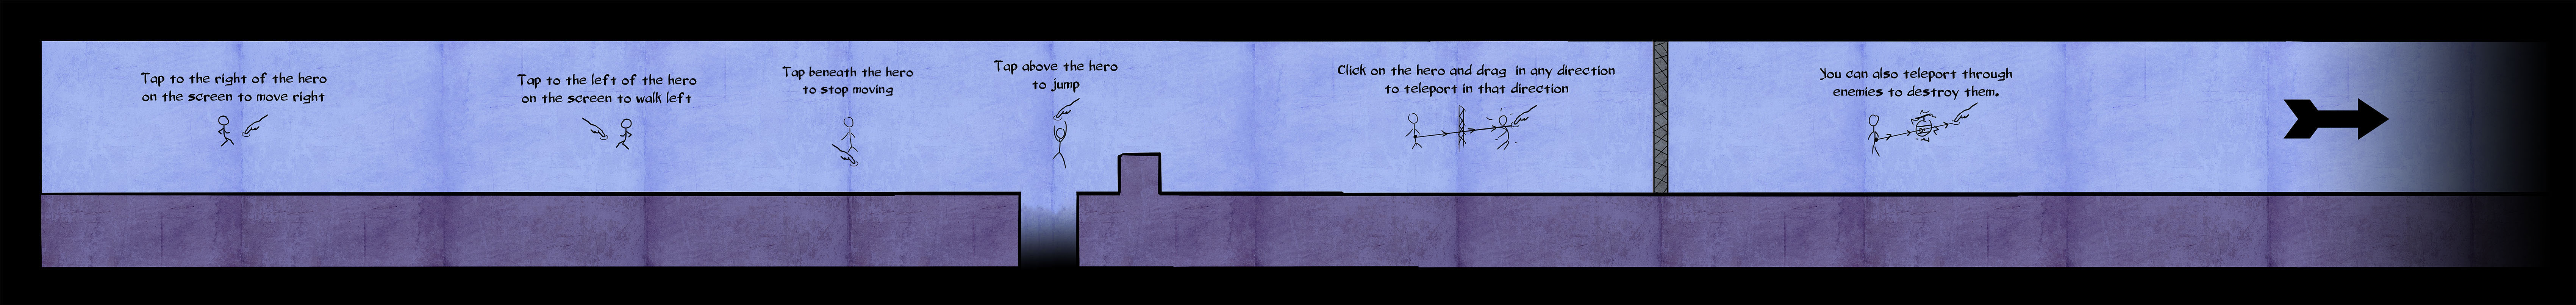 Tap to the right of the hero
on the screen to move right
Tap to the left of the hero
on the screen to walk left
Tap beneath the hero
to stop moving
Tap above the hero
to jump
Click on the hero and drag in any direction
to teleport in that direction
You can also teleport through
enemies to destroy them.